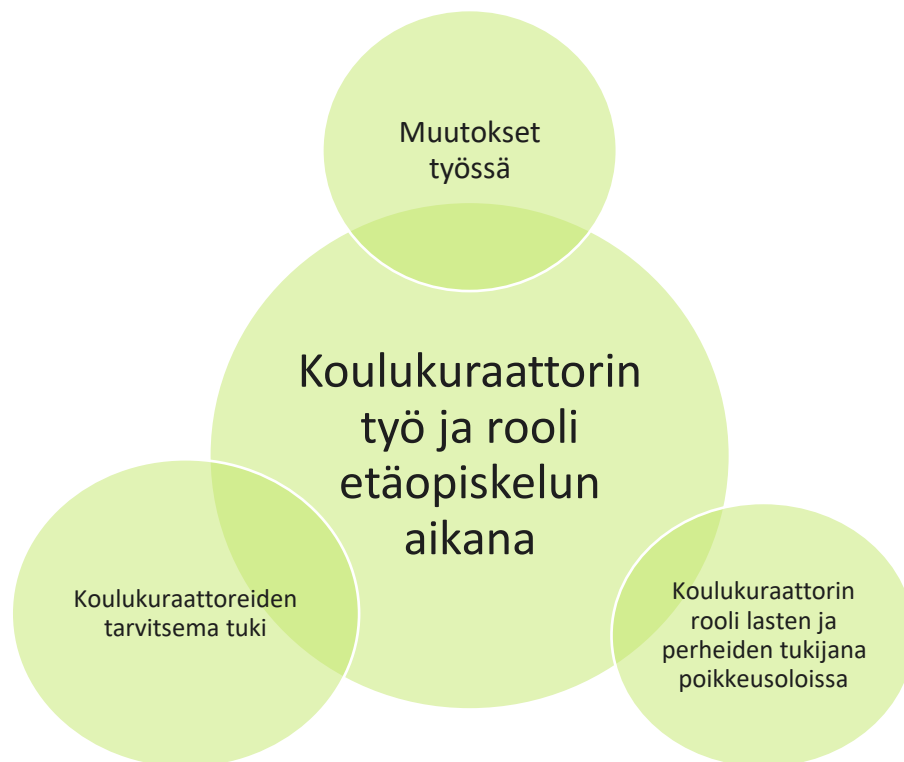 Muutokset
työssä
Koulukuraattorin
työ ja rooli
etäopiskelun
aikana
Koulukuraattoreiden
tarvitsema tuki
Koulukuraattorin
rooli lasten ja
perheiden tukijana
poikkeusoloissa